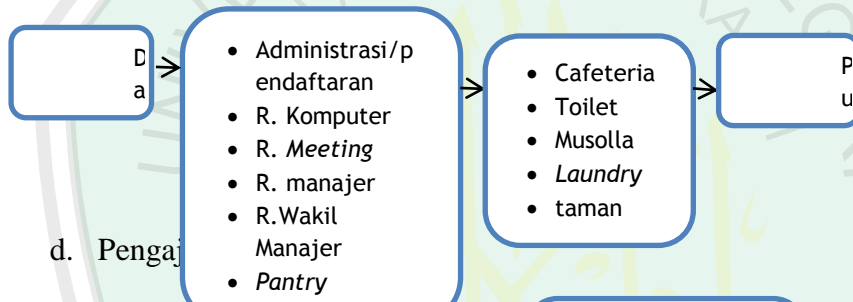 • Administrasi/p
endaftaran
• R. Komputer
• R. Meeting
• R. manajer
• R.Wakil
Manajer
• Pantry
• Cafeteria
• Toilet
• Musolla
• Laundry
• taman
d. Pengaj